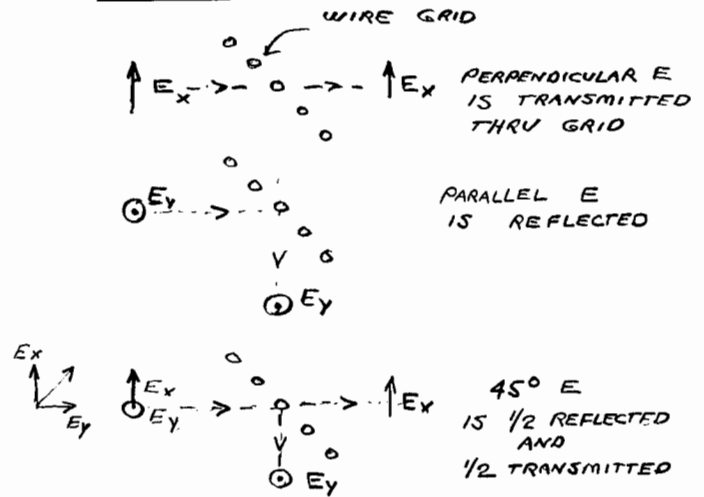 WIRE GRID
Ex
Ex
PERPENDICULAR E
IS TRANSMITTED
THRU GRID
Ey
PARALLEL E
IS REFLECTED
Ey
Ex
Ey
Ex
Ey
Ex
Ey
45° E
IS 1/2 REFLECTED
AND
1/2 TRANSMITTED